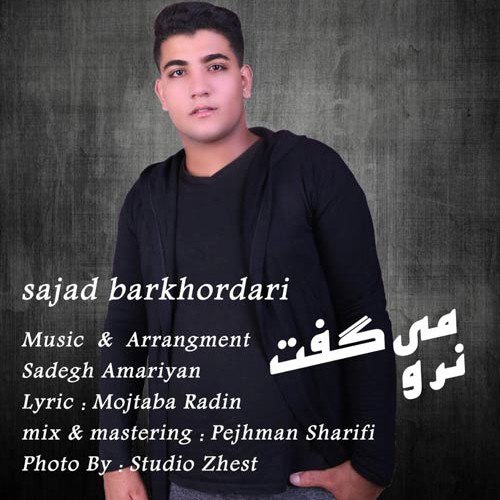 sajad barkhordari
می گفت
نرو
Music & Arrangment
Sadegh Amariyan
Lyric : Mojtaba Radin
mix & mastering : Pejhman Sharifi
Photo By : Studio Zhest